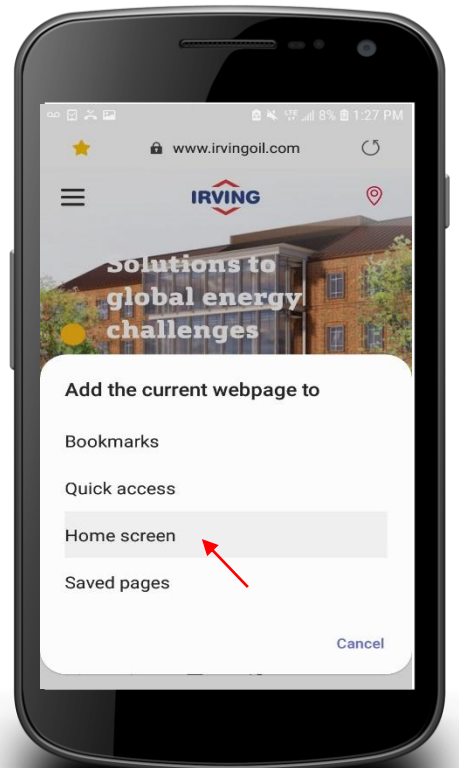 LTE 8% 1:27 PM
www.irvingoil.com
IRVING
Solutions to
global energy
challenges
Add the current webpage to
Bookmarks
Quick access
Home screen
Saved pages
Cancel